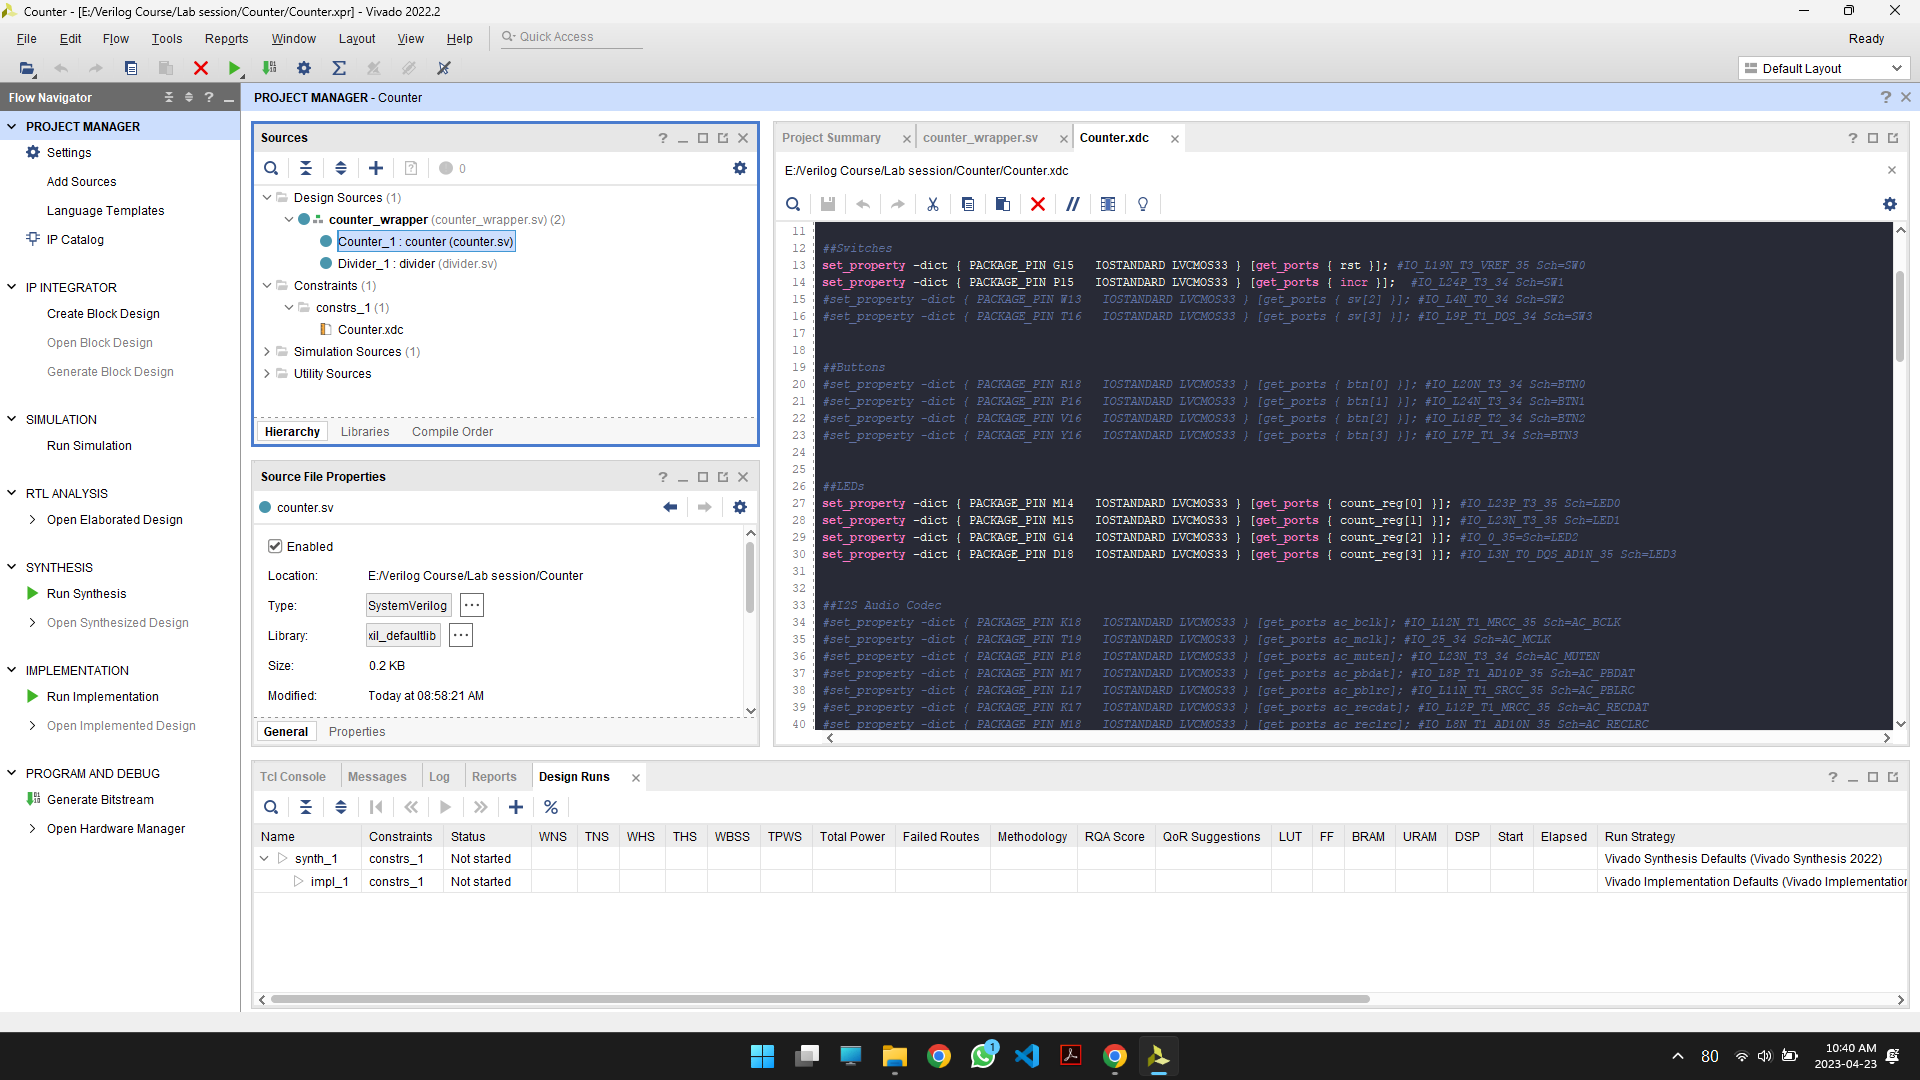 Counter - [E:/Verilog Course/Lab session/Counter/Counter.xpr] - Vivado 2022.2
File Edit Flow Tools Reports Window Layout View Help Quick Access Ready
Default Layout
Flow Navigator
PROJECT MANAGER
Settings
Add Sources
Language Templates
IP Catalog
IP INTEGRATOR
Create Block Design
Open Block Design
Generate Block Design
SIMULATION
Run Simulation
RTL ANALYSIS
Open Elaborated Design
SYNTHESIS
Run Synthesis
Open Synthesized Design
IMPLEMENTATION
Run Implementation
Open Implemented Design
PROGRAM AND DEBUG
Generate Bitstream
Open Hardware Manager
PROJECT MANAGER - Counter
Sources
0
Design Sources (1)
counter_wrapper (counter_wrapper.sv) (2)
Counter_1 : counter (counter.sv)
Divider_1 : divider (divider.sv)
Constraints (1)
constrs_1 (1)
Counter.xdc
Simulation Sources (1)
Utility Sources
Hierarchy Libraries Compile Order
Source File Properties
counter.sv
Enabled
Location: E:/Verilog Course/Lab session/Counter
Type: SystemVerilog
Library: xil_defaultlib
Size: 0.2 KB
Modified: Today at 08:58:21 AM
General Properties
Project Summary counter_wrapper.sv Counter.xdc
E:/Verilog Course/Lab session/Counter/Counter.xdc
11
12 ##Switches
13 set_property -dict { PACKAGE_PIN G15 IOSTANDARD LVCMOS33 } [get_ports { rst }]; #IO_L19N_T3_VREF_35 Sch=SW0
14 set_property -dict { PACKAGE_PIN P15 IOSTANDARD LVCMOS33 } [get_ports { incr }]; #IO_L24P_T3_34 Sch=SW1
15 #set_property -dict { PACKAGE_PIN W13 IOSTANDARD LVCMOS33 } [get_ports { sw[2] }]; #IO_L4N_T0_34 Sch=SW2
16 #set_property -dict { PACKAGE_PIN T16 IOSTANDARD LVCMOS33 } [get_ports { sw[3] }]; #IO_L9P_T1_DQS_34 Sch=SW3
17
18
19 ##Buttons
20 #set_property -dict { PACKAGE_PIN R18 IOSTANDARD LVCMOS33 } [get_ports { btn[0] }]; #IO_L20N_T3_34 Sch=BTN0
21 #set_property -dict { PACKAGE_PIN P16 IOSTANDARD LVCMOS33 } [get_ports { btn[1] }]; #IO_L24N_T3_34 Sch=BTN1
22 #set_property -dict { PACKAGE_PIN V16 IOSTANDARD LVCMOS33 } [get_ports { btn[2] }]; #IO_L18P_T2_34 Sch=BTN2
23 #set_property -dict { PACKAGE_PIN Y16 IOSTANDARD LVCMOS33 } [get_ports { btn[3] }]; #IO_L7P_T1_34 Sch=BTN3
24
25
26 ##LEDs
27 set_property -dict { PACKAGE_PIN M14 IOSTANDARD LVCMOS33 } [get_ports { count_reg[0] }]; #IO_L23P_T3_35 Sch=LED0
28 set_property -dict { PACKAGE_PIN M15 IOSTANDARD LVCMOS33 } [get_ports { count_reg[1] }]; #IO_L23N_T3_35 Sch=LED1
29 set_property -dict { PACKAGE_PIN G14 IOSTANDARD LVCMOS33 } [get_ports { count_reg[2] }]; #IO_0_35=Sch=LED2
30 set_property -dict { PACKAGE_PIN D18 IOSTANDARD LVCMOS33 } [get_ports { count_reg[3] }]; #IO_L3N_T0_DQS_AD1N_35 Sch=LED3
31
32
33 ##I2S Audio Codec
34 #set_property -dict { PACKAGE_PIN K18 IOSTANDARD LVCMOS33 } [get_ports ac_bclk]; #IO_L12N_T1_MRCC_35 Sch=AC_BCLK
35 #set_property -dict { PACKAGE_PIN T19 IOSTANDARD LVCMOS33 } [get_ports ac_mclk]; #IO_25_34 Sch=AC_MCLK
36 #set_property -dict { PACKAGE_PIN P18 IOSTANDARD LVCMOS33 } [get_ports ac_muten]; #IO_L23N_T3_34 Sch=AC_MUTEN
37 #set_property -dict { PACKAGE_PIN M17 IOSTANDARD LVCMOS33 } [get_ports ac_pbdat]; #IO_L8P_T1_AD10P_35 Sch=AC_PBDAT
38 #set_property -dict { PACKAGE_PIN L17 IOSTANDARD LVCMOS33 } [get_ports ac_pblrc]; #IO_L11N_T1_SRCC_35 Sch=AC_PBLRC
39 #set_property -dict { PACKAGE_PIN K17 IOSTANDARD LVCMOS33 } [get_ports ac_recdat]; #IO_L12P_T1_MRCC_35 Sch=AC_RECDAT
40 #set_property -dict { PACKAGE_PIN M18 IOSTANDARD LVCMOS33 } [get_ports ac_reclrc]; #IO_L8N_T1_AD10N_35 Sch=AC_RECLRC
Tcl Console Messages Log Reports Design Runs
Name Constraints Status WNS TNS WHS THS WBSS TPWS Total Power Failed Routes Methodology RQA Score QoR Suggestions LUT FF BRAM URAM DSP Start Elapsed Run Strategy
synth_1 constrs_1 Not started Vivado Synthesis Defaults (Vivado Synthesis 2022)
impl_1 constrs_1 Not started Vivado Implementation Defaults (Vivado Implementation
1
80
10:40 AM
2023-04-23